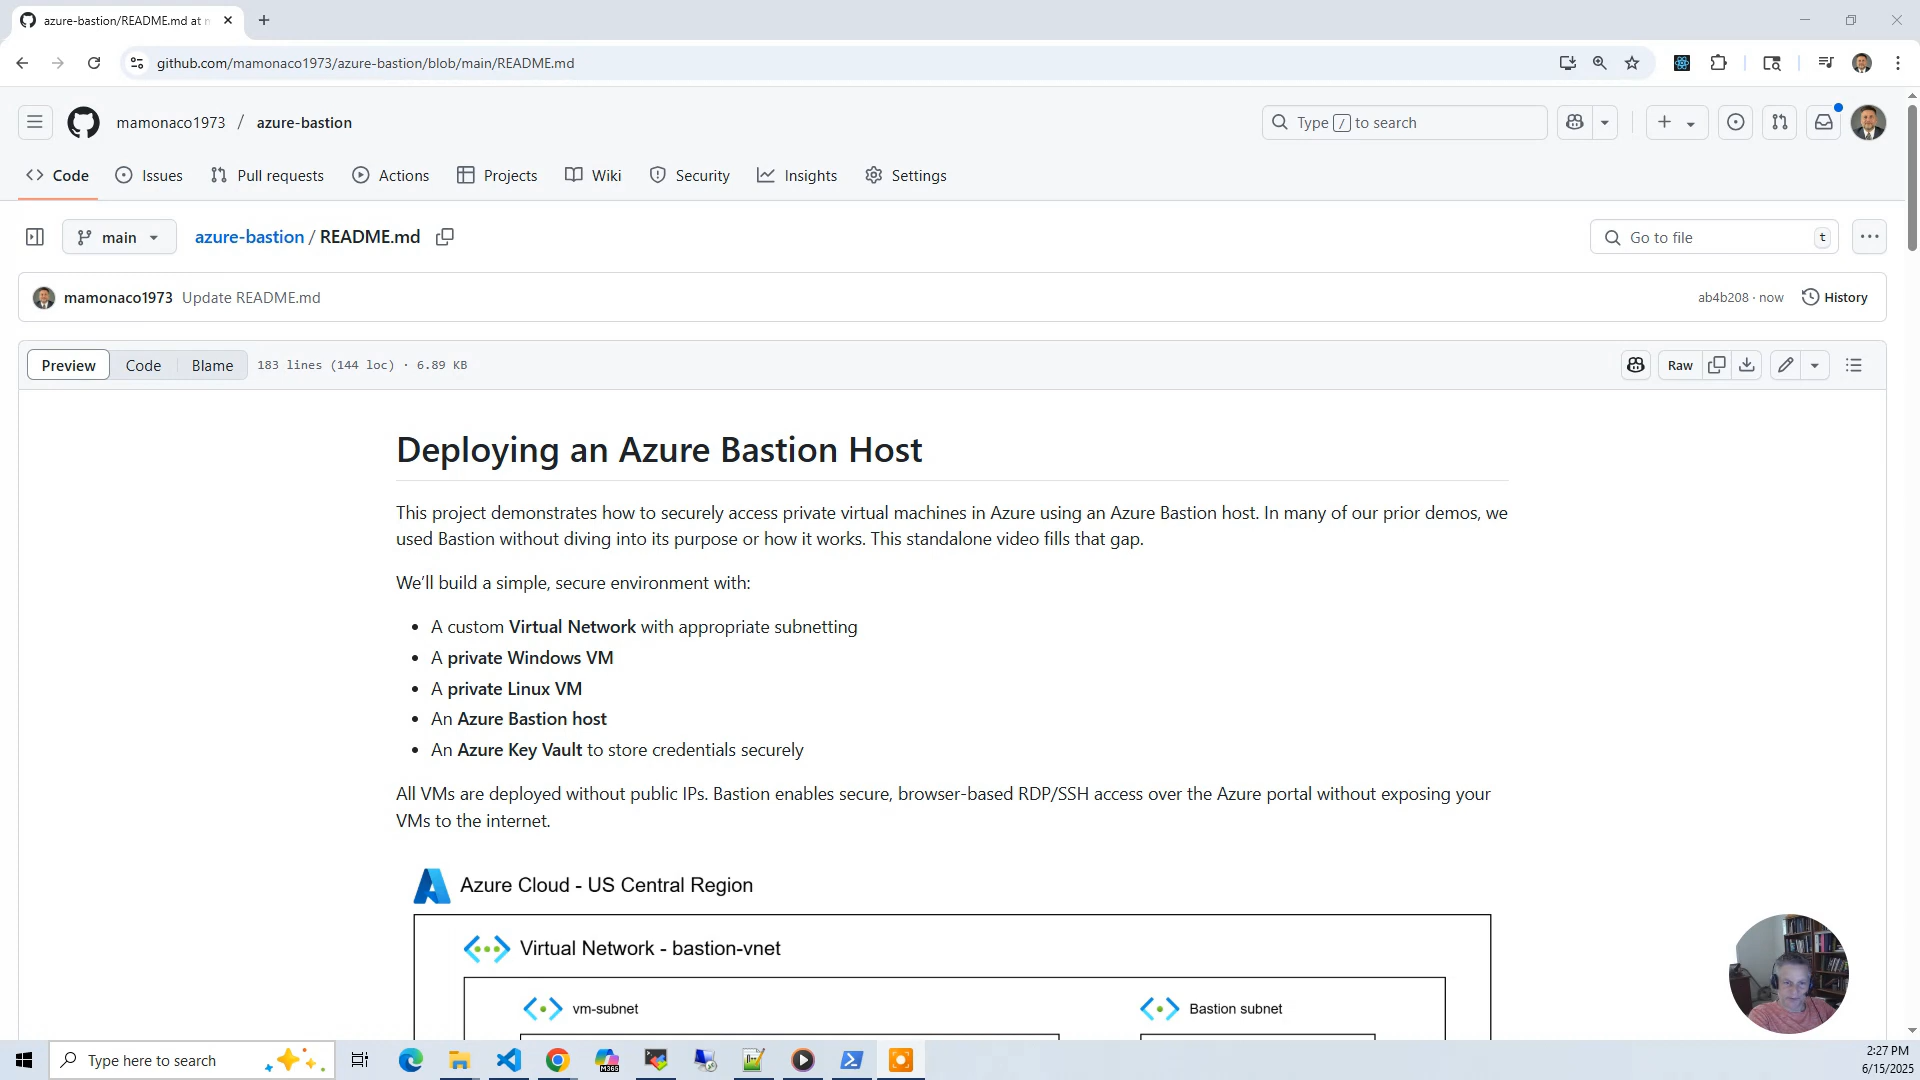 azure-bastion/README.md at
github.com/mamonaco1973/azure-bastion/blob/main/README.md
mamonaco1973 / azure-bastion
Type / to search
Code
Issues
Pull requests
Actions
Projects
Wiki
Security
Insights
Settings
main
azure-bastion / README.md
Go to file
t
mamonaco1973 Update README.md
ab4b208 · now
History
Preview
Code
Blame
183 lines (144 loc) · 6.89 KB
Raw
Deploying an Azure Bastion Host
This project demonstrates how to securely access private virtual machines in Azure using an Azure Bastion host. In many of our prior demos, we
used Bastion without diving into its purpose or how it works. This standalone video fills that gap.
We’ll build a simple, secure environment with:
• A custom Virtual Network with appropriate subnetting
• A private Windows VM
• A private Linux VM
• An Azure Bastion host
• An Azure Key Vault to store credentials securely
All VMs are deployed without public IPs. Bastion enables secure, browser-based RDP/SSH access over the Azure portal without exposing your
VMs to the internet.
Azure Cloud - US Central Region
Virtual Network - bastion-vnet
vm-subnet
Bastion subnet
Type here to search
M365
2:27 PM
6/15/2025